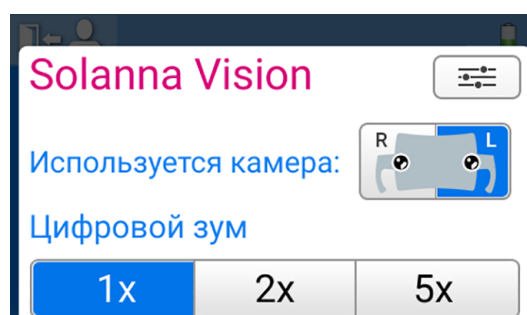 Solanna Vision
Используется камера:
R L
Цифровой зум
1x 2x 5x